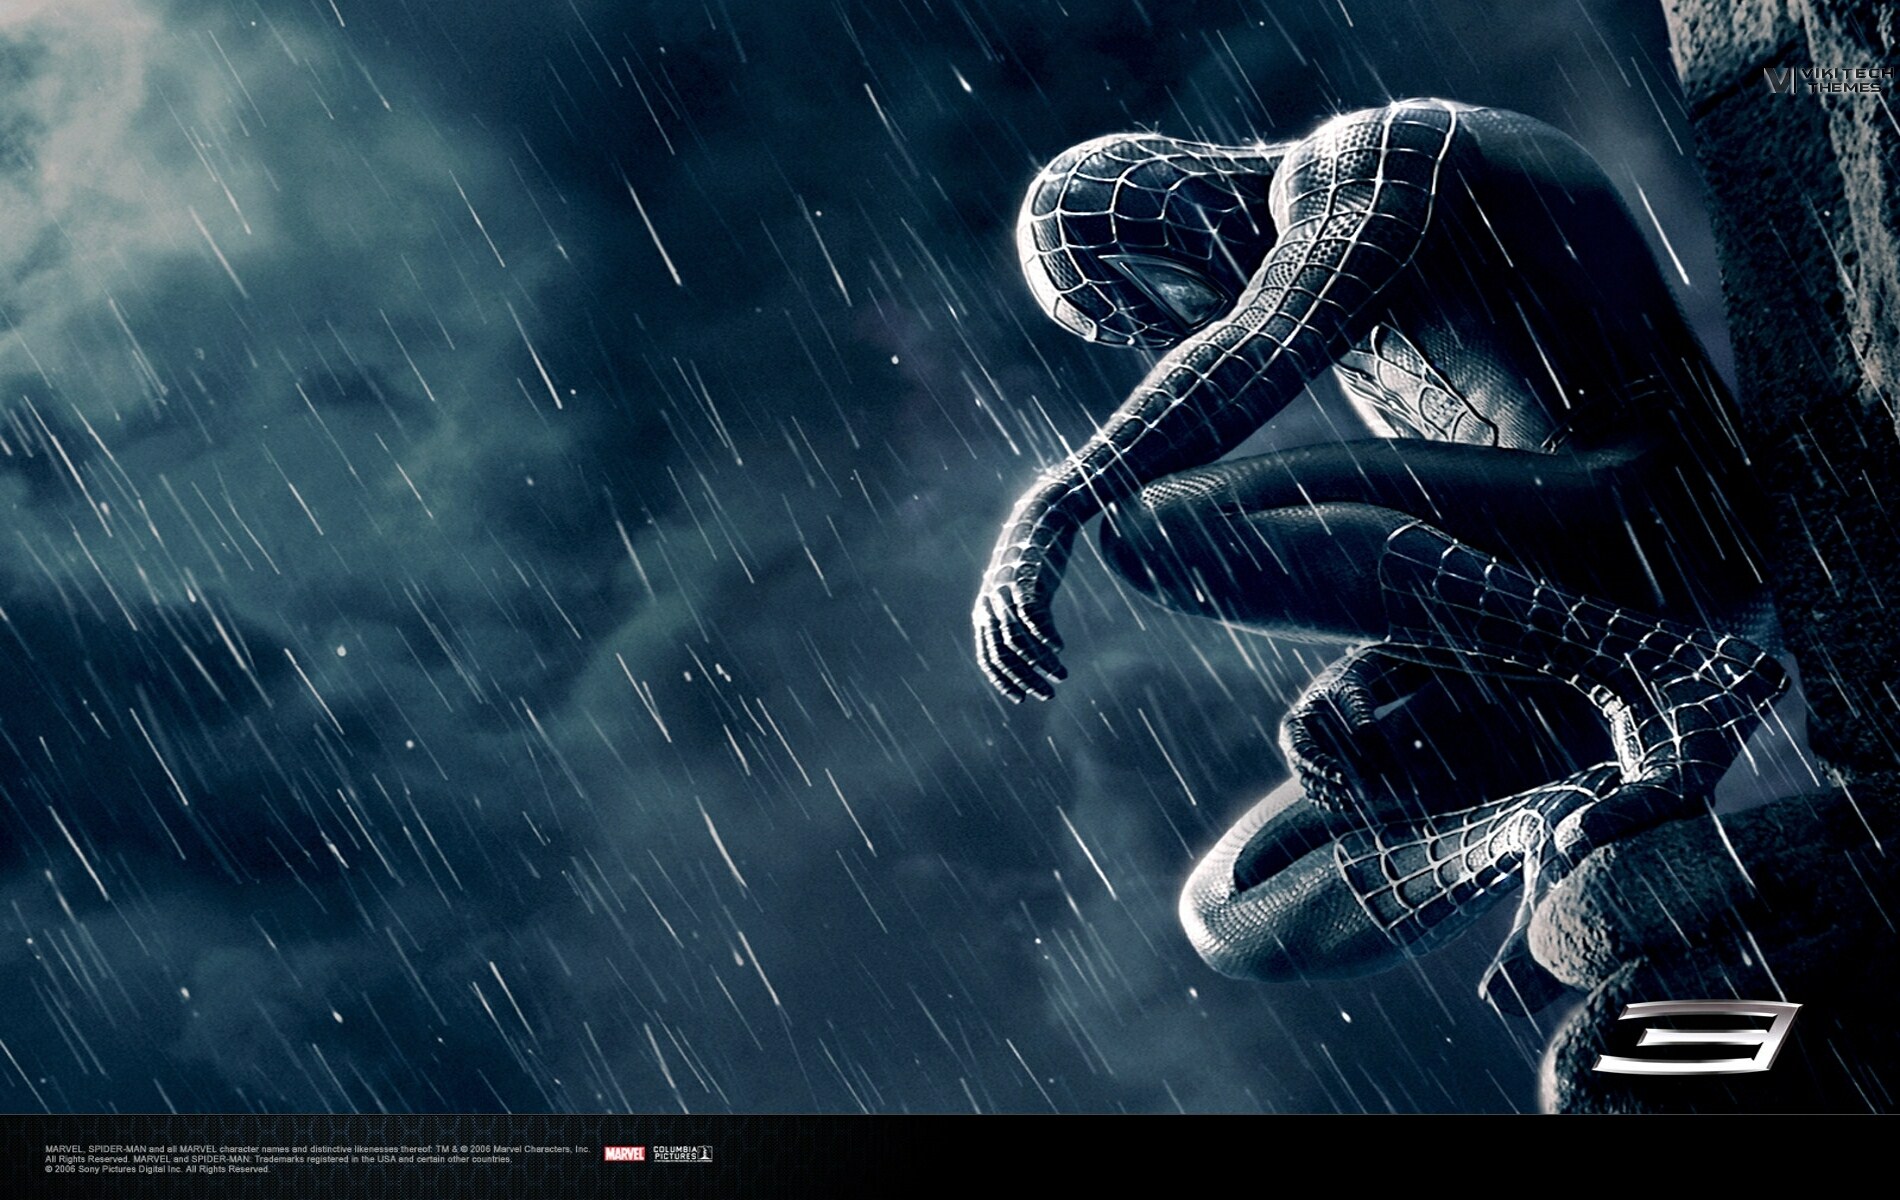 VIKITECH
THEMES
3
MARVEL, SPIDER-MAN and all MARVEL character names and distinctive likenesses thereof: TM & © 2006 Marvel Characters, Inc.
All Rights Reserved. MARVEL and SPIDER-MAN: Trademarks registered in the USA and certain other countries.
© 2006 Sony Pictures Digital Inc. All Rights Reserved.
MARVEL
COLUMBIA
PICTURES